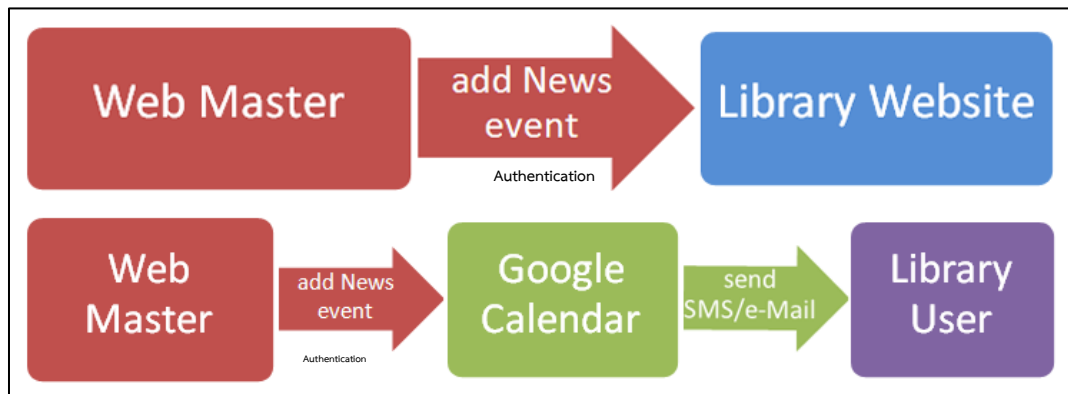 Web Master
add News
event
Authentication
Library Website
Web
Master
add News
event
Authentication
Google
Calendar
send
SMS/e-Mail
Library
User